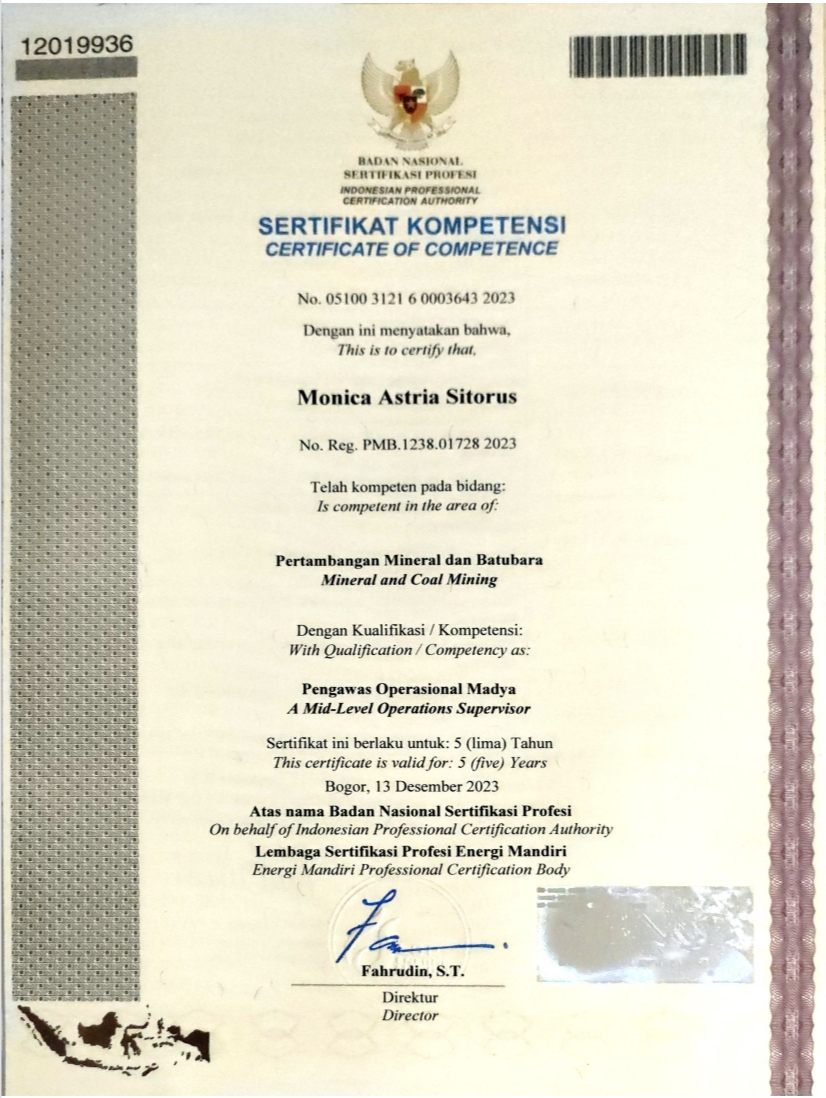 12019936
BADAN NASIONAL
SERTIFIKASI PROFESI
INDONESIAN PROFESSIONAL
CERTIFICATION AUTHORITY
SERTIFIKAT KOMPETENSI
CERTIFICATE OF COMPETENCE
No. 05100 3121 6 0003643 2023
Dengan ini menyatakan bahwa,
This is to certify that,
Monica Astria Sitorus
No. Reg. PMB.1238.01728 2023
Telah kompeten pada bidang:
Is competent in the area of:
Pertambangan Mineral dan Batubara
Mineral and Coal Mining
Dengan Kualifikasi / Kompetensi:
With Qualification / Competency as:
Pengawas Operasional Madya
A Mid-Level Operations Supervisor
Sertifikat ini berlaku untuk: 5 (lima) Tahun
This certificate is valid for: 5 (five) Years
Bogor, 13 Desember 2023
Atas nama Badan Nasional Sertifikasi Profesi
On behalf of Indonesian Professional Certification Authority
Lembaga Sertifikasi Profesi Energi Mandiri
Energi Mandiri Professional Certification Body
Fahrudin, S.T.
Direktur
Director